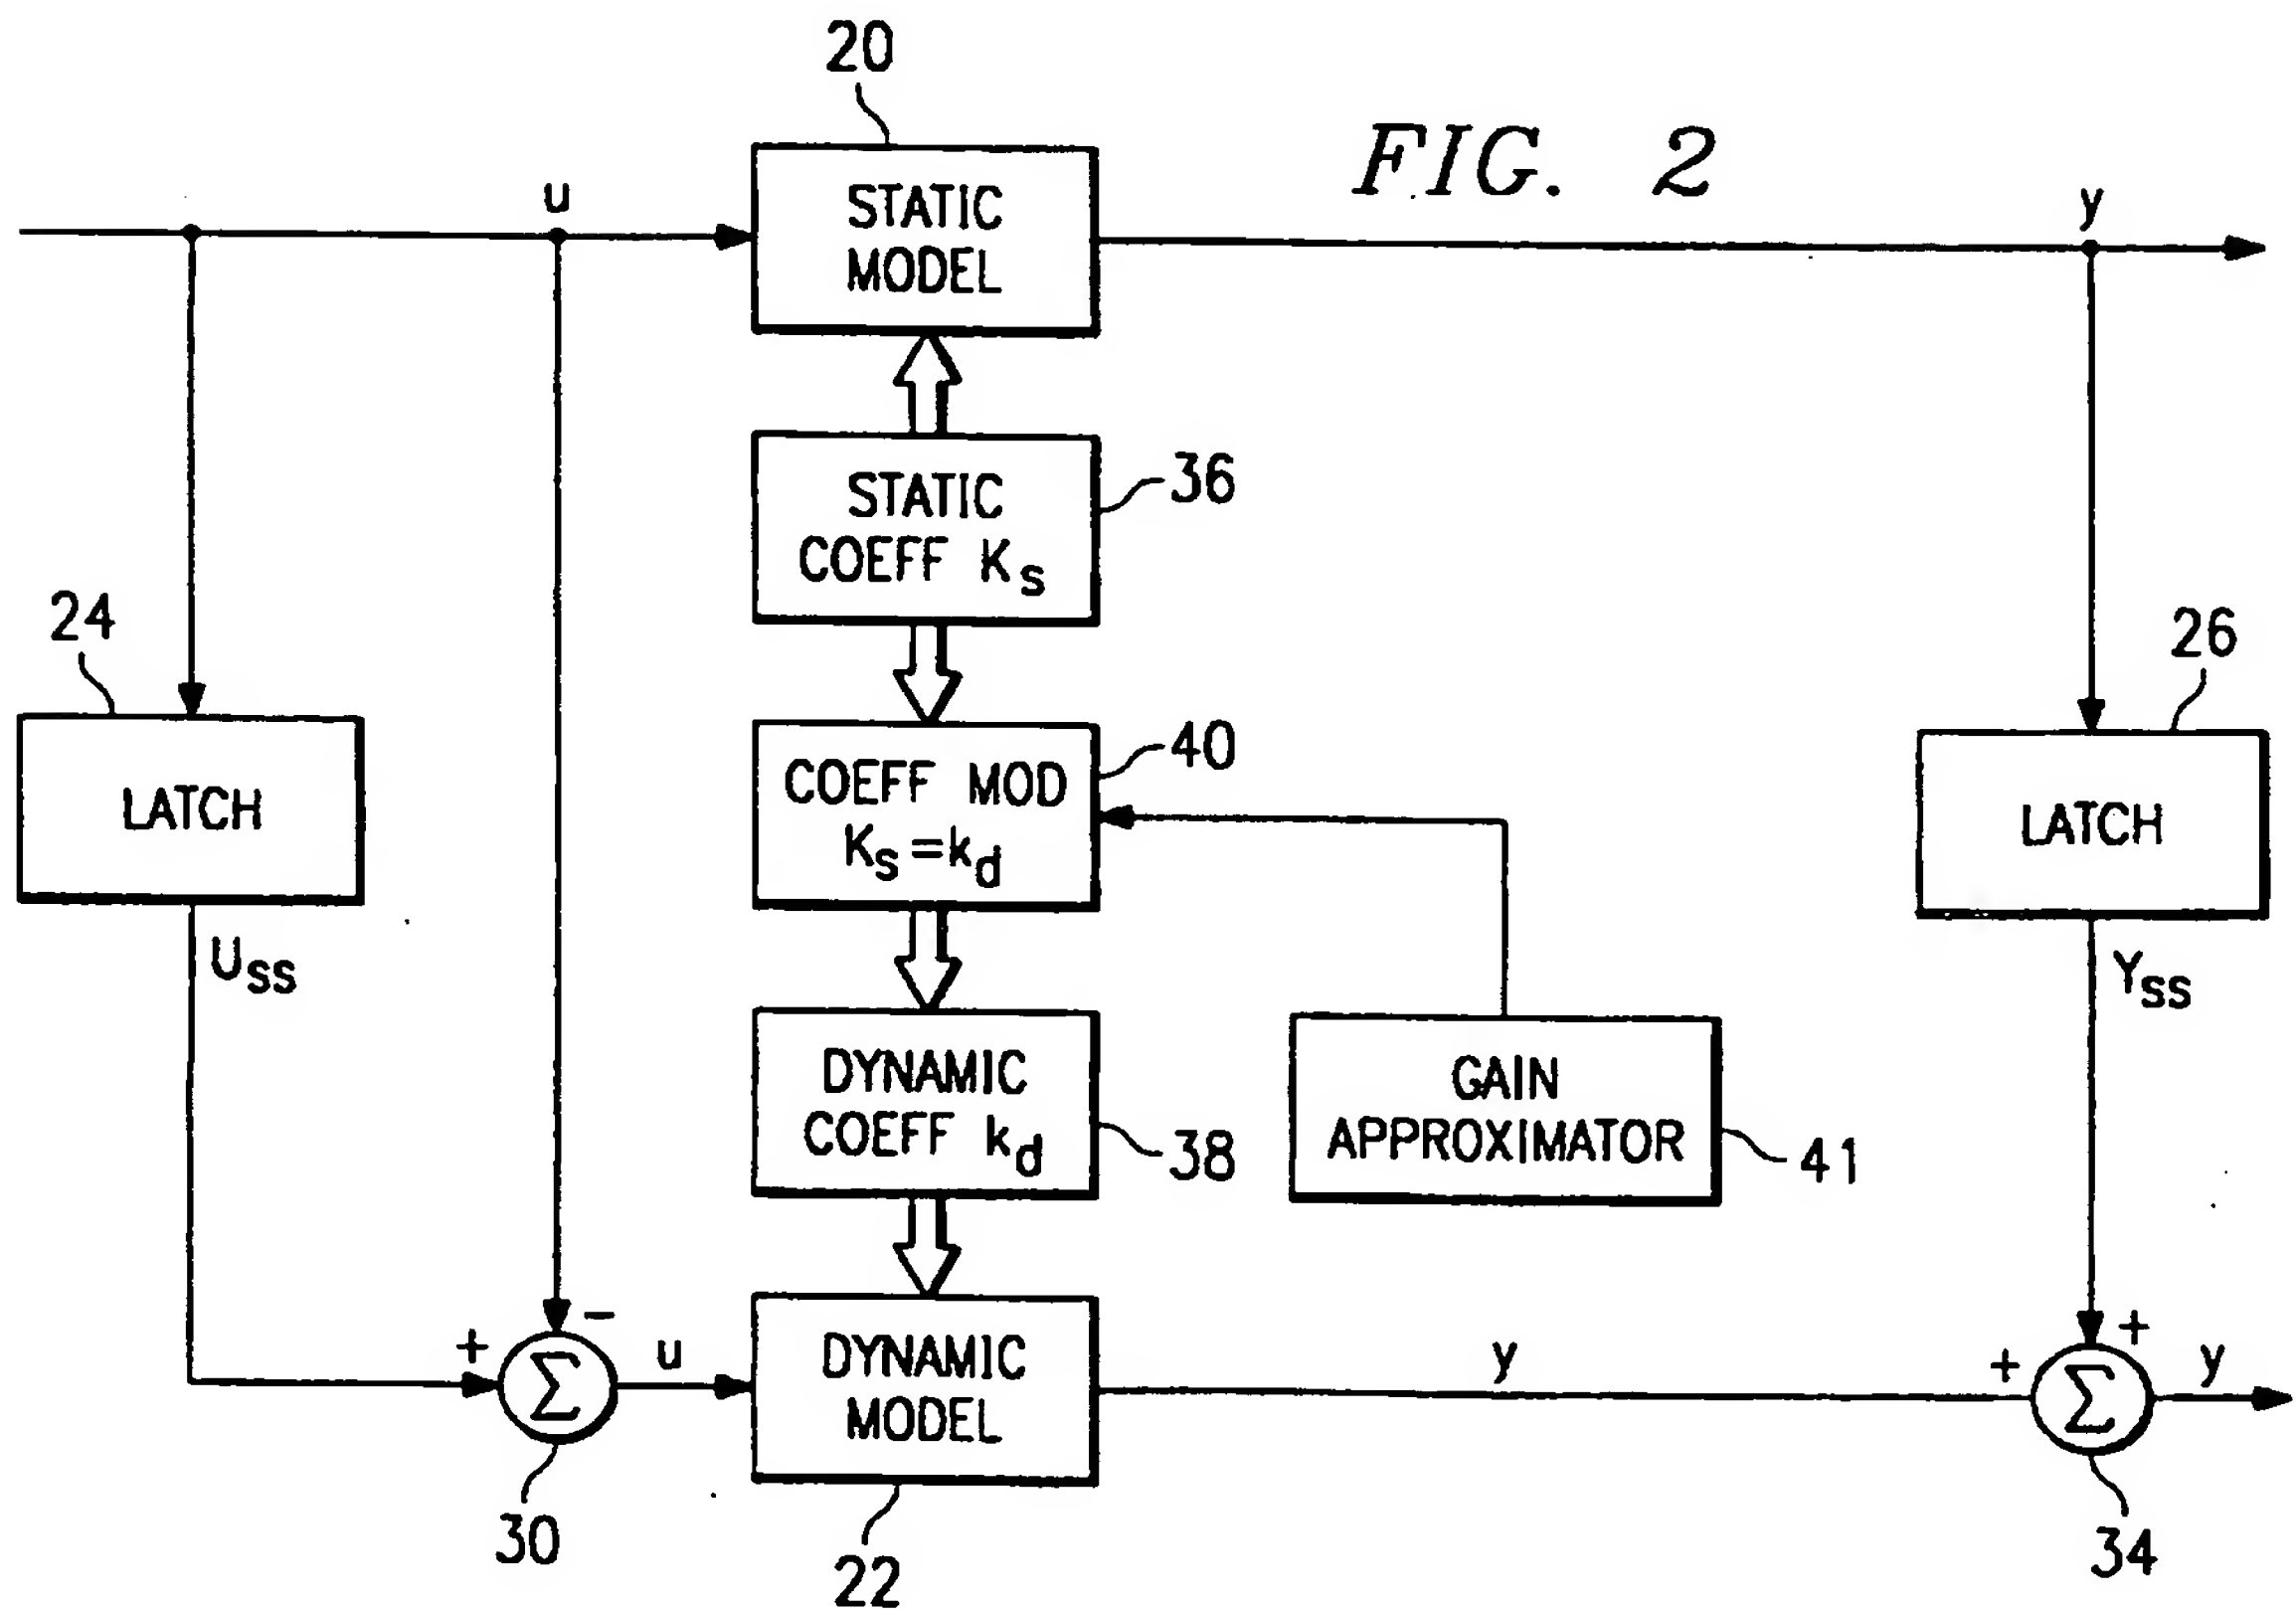 20
FIG. 2
u
STATIC
MODEL
y
STATIC
COEFF Ks
36
24
26
LATCH
COEFF MOD
Ks=kd
40
LATCH
Uss
Yss
DYNAMIC
COEFF kd
38
GAIN
APPROXIMATOR
41
+
−
Σ
u
DYNAMIC
MODEL
y
+
+
Σ
y
30
22
34